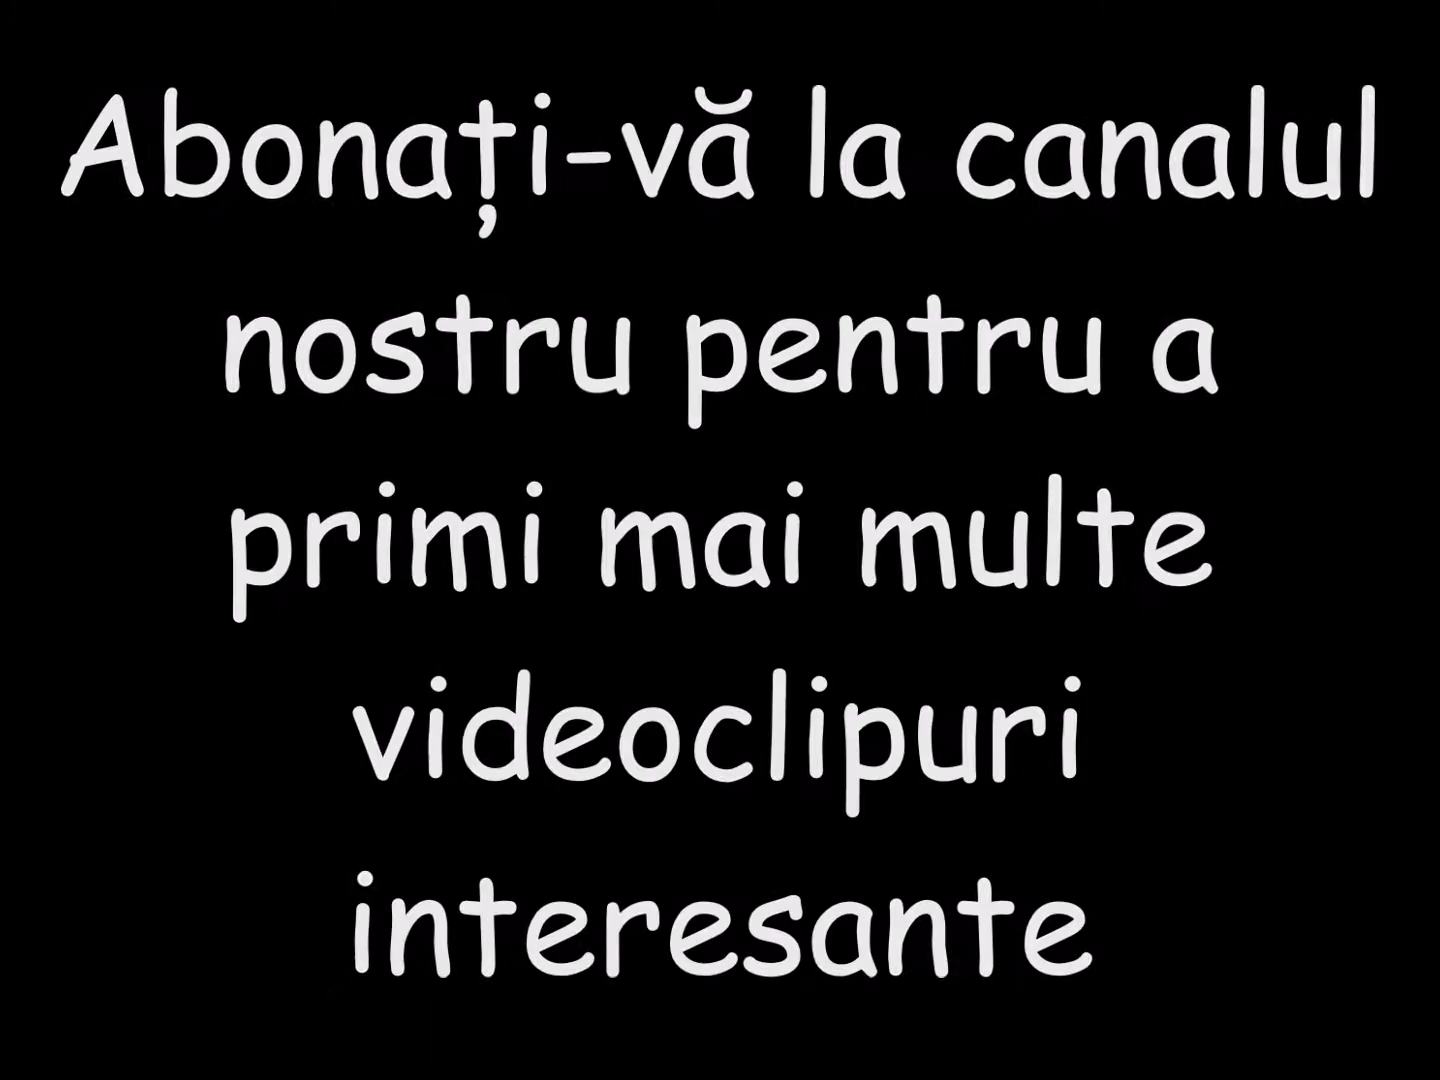 Abonați-vă la canalul
nostru pentru a
primi mai multe
videoclipuri
interesante